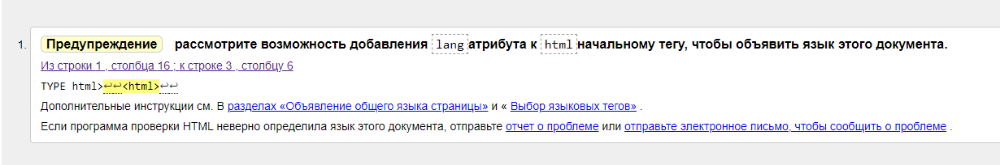 1. Предупреждение рассмотрите возможность добавления lang атрибута к html начальному тегу, чтобы объявить язык этого документа.
Из строки 1 , столбца 16 ; к строке 3 , столбцу 6
TYPE html>↩↩<html>↩↩
Дополнительные инструкции см. В разделах «Объявление общего языка страницы» и « Выбор языковых тегов» .
Если программа проверки HTML неверно определила язык этого документа, отправьте отчет о проблеме или отправьте электронное письмо, чтобы сообщить о проблеме .